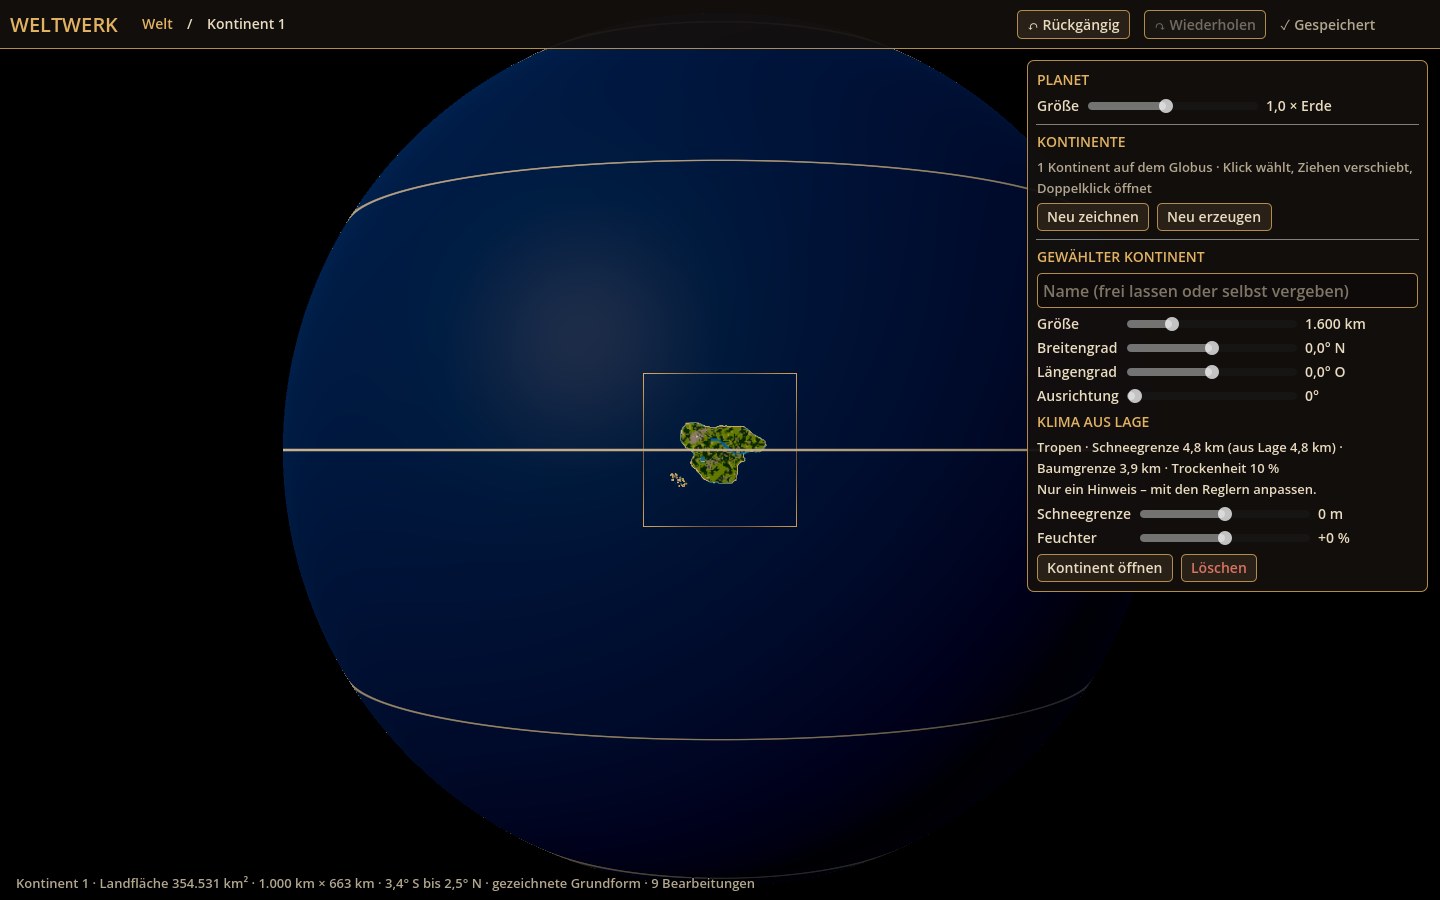 WELTWERK Welt / Kontinent 1 Rückgängig Wiederholen ✓ Gespeichert
PLANET
Größe 1,0 × Erde
KONTINENTE
1 Kontinent auf dem Globus · Klick wählt, Ziehen verschiebt,
Doppelklick öffnet
Neu zeichnen Neu erzeugen
GEWÄHLTER KONTINENT
Name (frei lassen oder selbst vergeben)
Größe 1.600 km
Breitengrad 0,0° N
Längengrad 0,0° O
Ausrichtung 0°
KLIMA AUS LAGE
Tropen · Schneegrenze 4,8 km (aus Lage 4,8 km) ·
Baumgrenze 3,9 km · Trockenheit 10 %
Nur ein Hinweis – mit den Reglern anpassen.
Schneegrenze 0 m
Feuchter +0 %
Kontinent öffnen Löschen
Kontinent 1 · Landfläche 354.531 km² · 1.000 km × 663 km · 3,4° S bis 2,5° N · gezeichnete Grundform · 9 Bearbeitungen